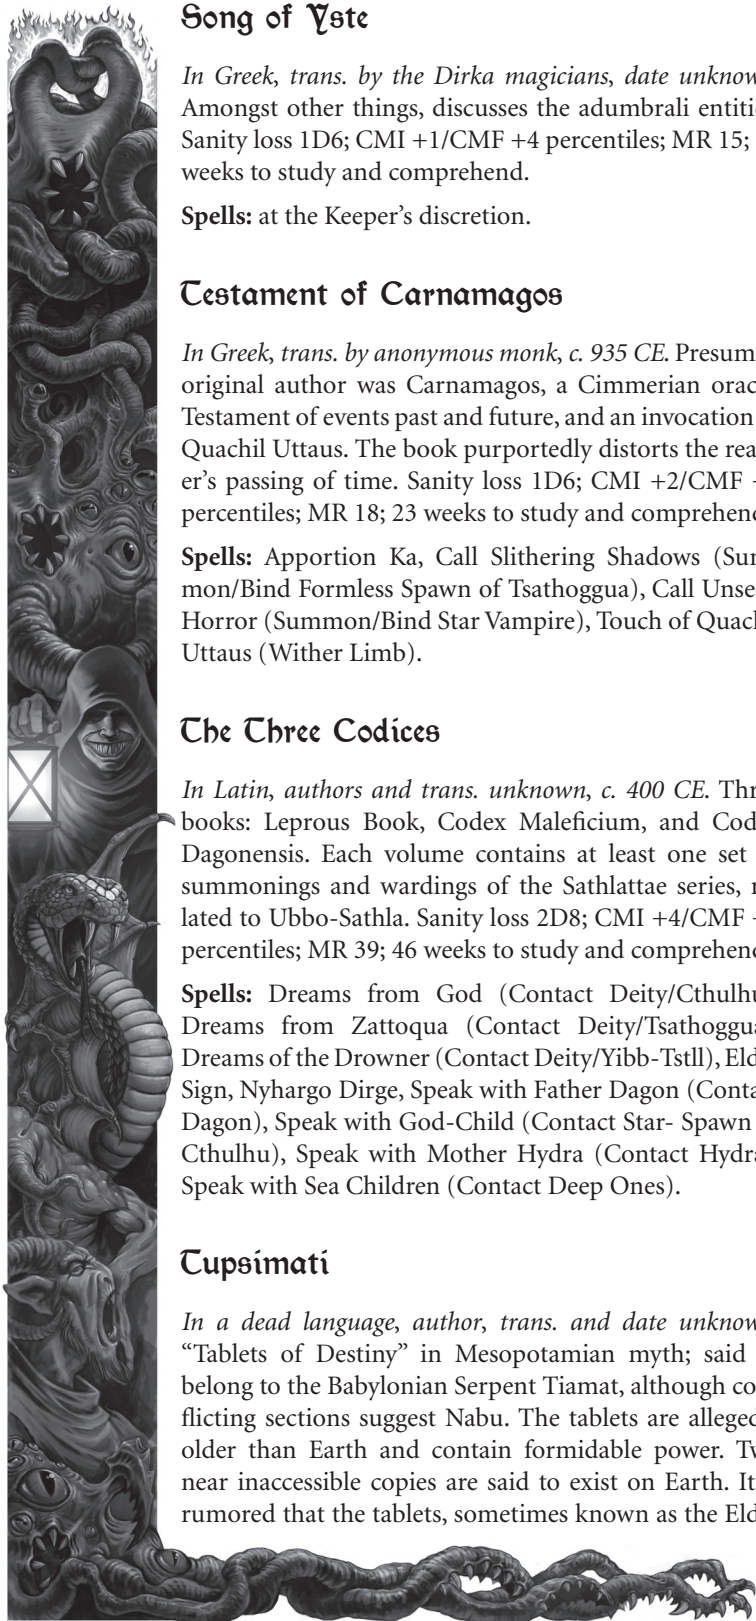 Song of Yste
In Greek, trans. by the Dirka magicians, date unknow
Amongst other things, discusses the adumbrali entiti
Sanity loss 1D6; CMI +1/CMF +4 percentiles; MR 15;
weeks to study and comprehend.
Spells: at the Keeper's discretion.
Testament of Carnamagos
In Greek, trans. by anonymous monk, c. 935 CE. Presum
original author was Carnamagos, a Cimmerian orac
Testament of events past and future, and an invocation
Quachil Uttaus. The book purportedly distorts the rea
er's passing of time. Sanity loss 1D6; CMI +2/CMF
percentiles; MR 18; 23 weeks to study and comprehend
Spells: Apportion Ka, Call Slithering Shadows (Sum
mon/Bind Formless Spawn of Tsathoggua), Call Unse
Horror (Summon/Bind Star Vampire), Touch of Quach
Uttaus (Wither Limb).
The Three Codices
In Latin, authors and trans. unknown, c. 400 CE. Thr
books: Leprous Book, Codex Maleficium, and Cod
Dagonensis. Each volume contains at least one set
summonings and wardings of the Sathlattae series, r
lated to Ubbo-Sathla. Sanity loss 2D8; CMI +4/CMF
percentiles; MR 39; 46 weeks to study and comprehend
Spells: Dreams from God (Contact Deity/Cthulhu
Dreams from Zattoqua (Contact Deity/Tsathoggua
Dreams of the Drowner (Contact Deity/Yibb-Tstll), Eld
Sign, Nyhargo Dirge, Speak with Father Dagon (Conta
Dagon), Speak with God-Child (Contact Star- Spawn
Cthulhu), Speak with Mother Hydra (Contact Hydra
Speak with Sea Children (Contact Deep Ones).
Tupsimati
In a dead language, author, trans. and date unknow
“Tablets of Destiny” in Mesopotamian myth; said
belong to the Babylonian Serpent Tiamat, although co
flicting sections suggest Nabu. The tablets are alleged
older than Earth and contain formidable power. Tw
near inaccessible copies are said to exist on Earth. It
rumored that the tablets, sometimes known as the Eld